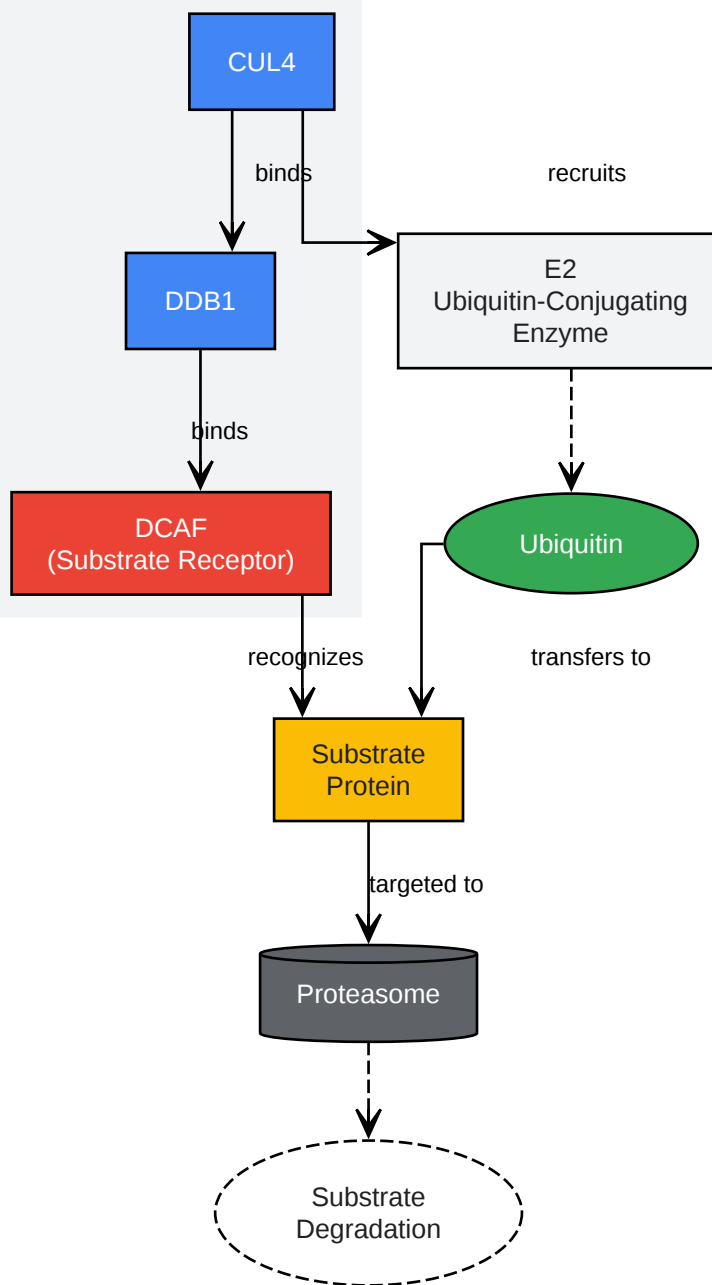 CUL4
binds
recruits
E2
Ubiquitin-Conjugating
Enzyme
DDB1
binds
DCAF
(Substrate Receptor)
Ubiquitin
recognizes
transfers to
Substrate
Protein
targeted to
Proteasome
Substrate
Degradation